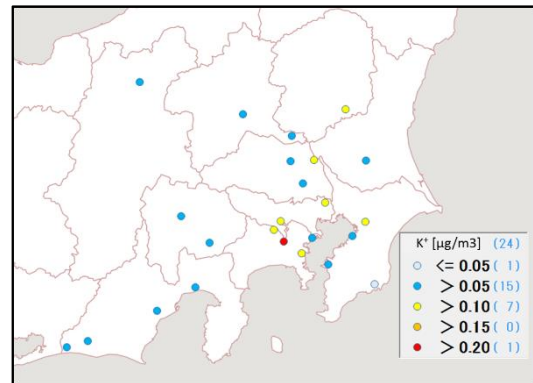 K⁺ [μg/m3] (24)
<= 0.05 ( 1)
> 0.05 (15)
> 0.10 ( 7)
> 0.15 ( 0)
> 0.20 ( 1)